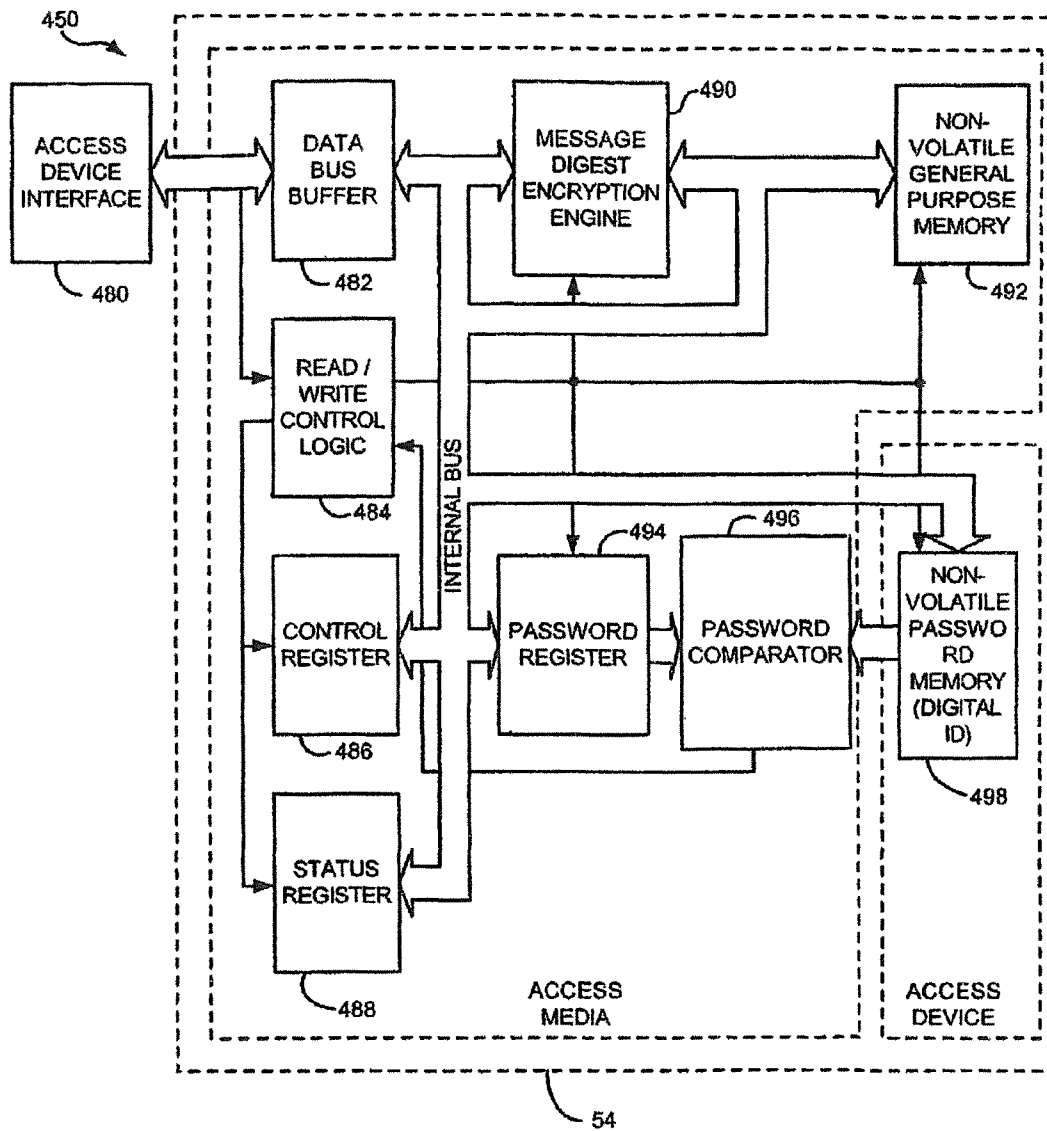 450
ACCESS
DEVICE
INTERFACE
480
DATA
BUS
BUFFER
482
MESSAGE
DIGEST
ENCRYPTION
ENGINE
490
NON-
VOLATILE
GENERAL
PURPOSE
MEMORY
492
READ /
WRITE
CONTROL
LOGIC
484
INTERNAL BUS
CONTROL
REGISTER
486
PASSWORD
REGISTER
494
PASSWORD
COMPARATOR
496
NON-
VOLATILE
PASSWO
RD
MEMORY
(DIGITAL
ID)
498
STATUS
REGISTER
488
ACCESS
MEDIA
ACCESS
DEVICE
54